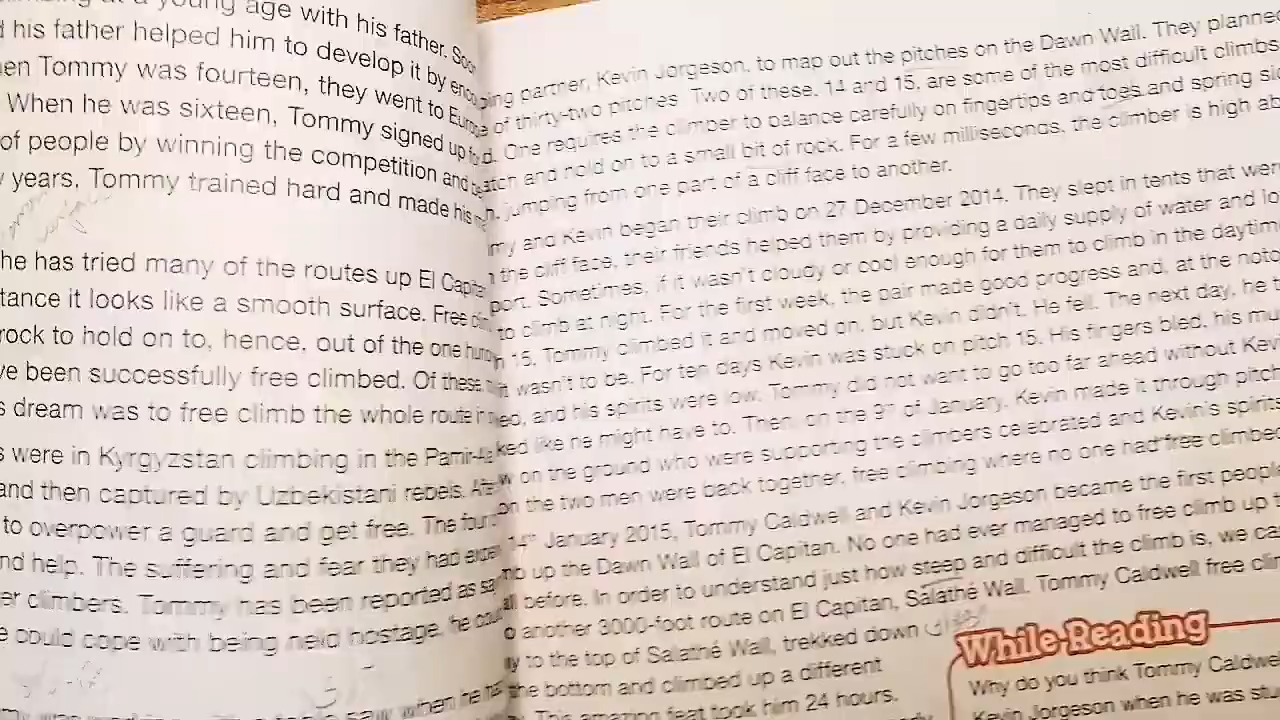 age with his father.
his father helped him to develop it by
Tommy was fourteen, they went to
When he was sixteen, Tommy signed up
of people by winning the competition and
years, Tommy trained hard and made his
he has tried many of the routes up El
it looks like a smooth surface. Free
rock to hold on to, hence, out of the one
been successfully free climbed. Of these
dream was to free climb the whole route
were in Kyrgyzstan climbing in the
and then captured by Uzbekistani rebels.
to overpower a guard and get free. The
help. The suffering and fear they had
climbers. Tommy has been reported as
could cope with being held hostage, he
saw when he
partner, Kevin Jorgeson, to map out the pitches on the Dawn Wall. They
of thirty-two pitches. Two of these, 14 and 15, are some of the most difficult climbs
One requires the climber to balance carefully on fingertips and toes and spring
and hold on to a small bit of rock. For a few milliseconds, the climber is high
jumping from one part of a cliff face to another.
and Kevin began their climb on 27 December 2014. They slept in tents that
the cliff face, their friends helped them by providing a daily supply of water and
Sometimes, if it wasn't cloudy or cool enough for them to climb in the
to climb at night. For the first week, the pair made good progress and, at the
15, Tommy climbed it and moved on, but Kevin didn't. He fell. The next day, he
wasn't to be. For ten days Kevin was stuck on pitch 15. His fingers bled, his
and his spirits were low. Tommy did not want to go too far ahead without
like he might have to. Then, on the 9th of January, Kevin made it through
on the ground who were supporting the climbers celebrated and Kevin's spirits
the two men were back together, free climbing where no one had free climbed
14th January 2015, Tommy Caldwell and Kevin Jorgeson became the first
up the Dawn Wall of El Capitan. No one had ever managed to free climb up
before. In order to understand just how steep and difficult the climb is, we
another 3000-foot route on El Capitan, Salathé Wall. Tommy Caldwell free
to the top of Salathé Wall, trekked down
the bottom and climbed up a different
This amazing feat took him 24 hours.
While Reading
Why do you think Tommy
Kevin Jorgeson when he was